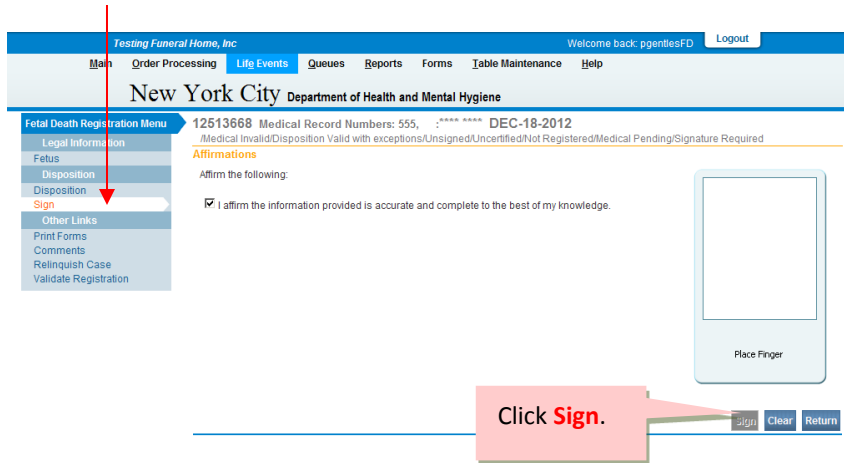 Testing Funeral Home, Inc
Welcome back: pgentlesFD
Logout
Main Order Processing Life Events Queues Reports Forms Table Maintenance Help
New York City Department of Health and Mental Hygiene
Fetal Death Registration Menu
Legal Information
Fetus
Disposition
Disposition
Sign
Other Links
Print Forms
Comments
Relinquish Case
Validate Registration
12513668 Medical Record Numbers: 555, :**** **** DEC-18-2012
/Medical Invalid/Disposition Valid with exceptions/Unsigned/Uncertified/Not Registered/Medical Pending/Signature Required
Affirmations
Affirm the following:
I affirm the information provided is accurate and complete to the best of my knowledge.
Place Finger
Click Sign.
Sign Clear Return